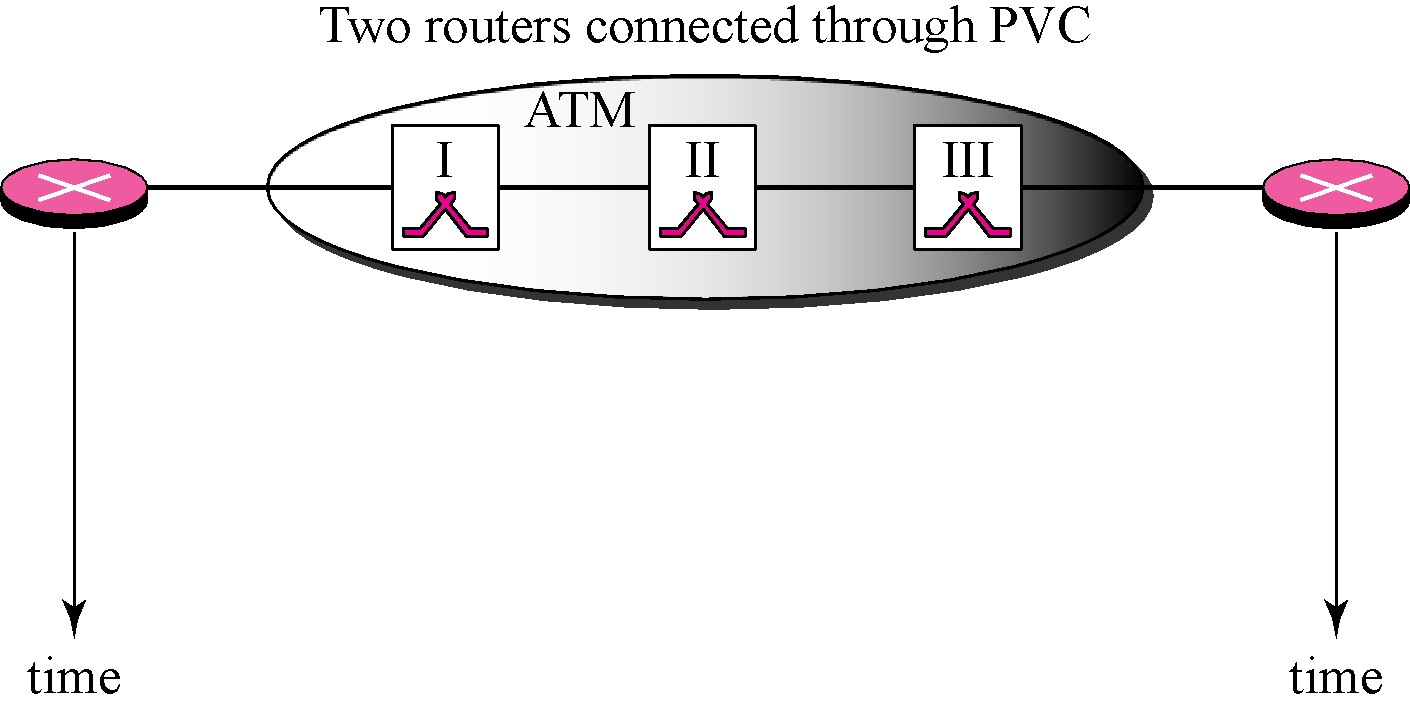 Two routers connected through PVC
ATM
I
II
III
time
time